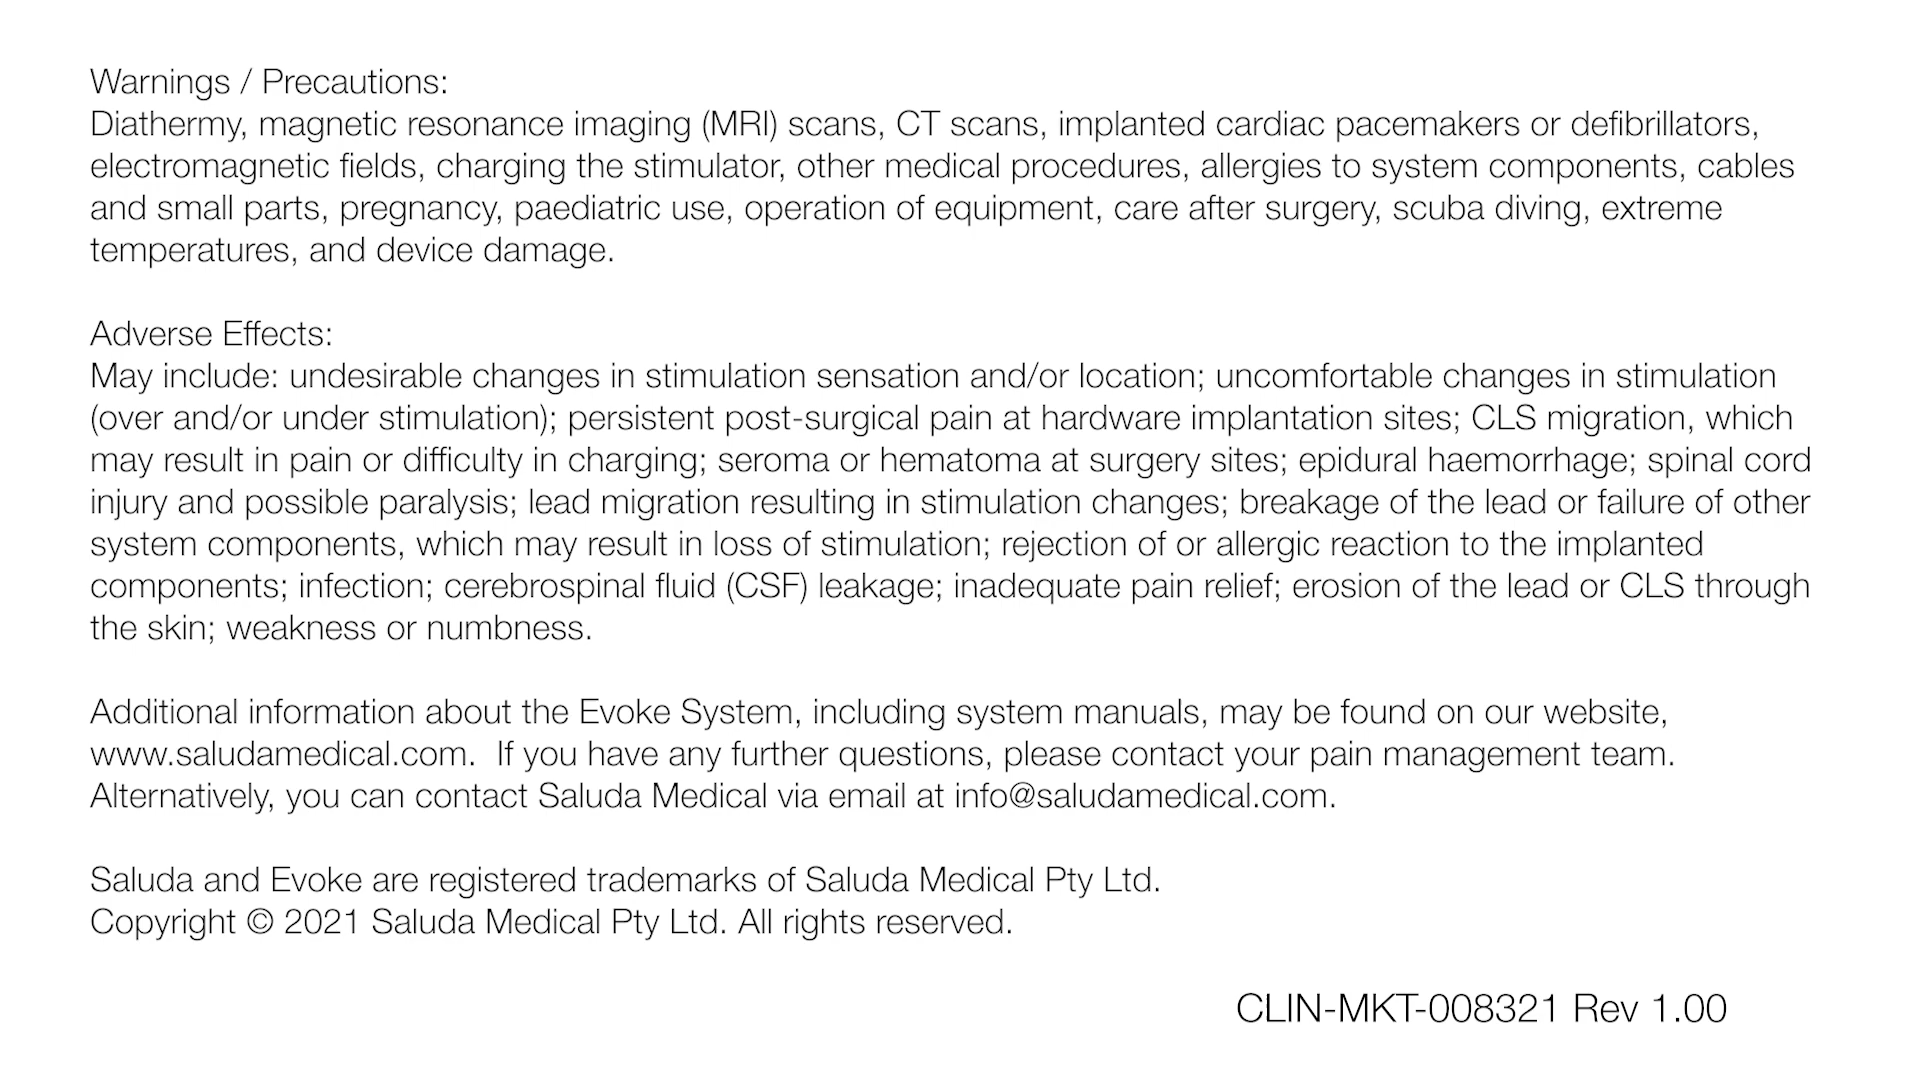 Warnings / Precautions:
Diathermy, magnetic resonance imaging (MRI) scans, CT scans, implanted cardiac pacemakers or defibrillators,
electromagnetic fields, charging the stimulator, other medical procedures, allergies to system components, cables
and small parts, pregnancy, paediatric use, operation of equipment, care after surgery, scuba diving, extreme
temperatures, and device damage.

Adverse Effects:
May include: undesirable changes in stimulation sensation and/or location; uncomfortable changes in stimulation
(over and/or under stimulation); persistent post-surgical pain at hardware implantation sites; CLS migration, which
may result in pain or difficulty in charging; seroma or hematoma at surgery sites; epidural haemorrhage; spinal cord
injury and possible paralysis; lead migration resulting in stimulation changes; breakage of the lead or failure of other
system components, which may result in loss of stimulation; rejection of or allergic reaction to the implanted
components; infection; cerebrospinal fluid (CSF) leakage; inadequate pain relief; erosion of the lead or CLS through
the skin; weakness or numbness.

Additional information about the Evoke System, including system manuals, may be found on our website,
www.saludamedical.com.  If you have any further questions, please contact your pain management team.
Alternatively, you can contact Saluda Medical via email at info@saludamedical.com.

Saluda and Evoke are registered trademarks of Saluda Medical Pty Ltd.
Copyright © 2021 Saluda Medical Pty Ltd. All rights reserved.

CLIN-MKT-008321 Rev 1.00